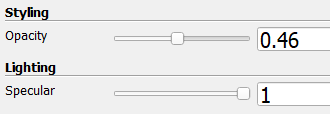 Styling
Opacity 0.46
Lighting
Specular 1